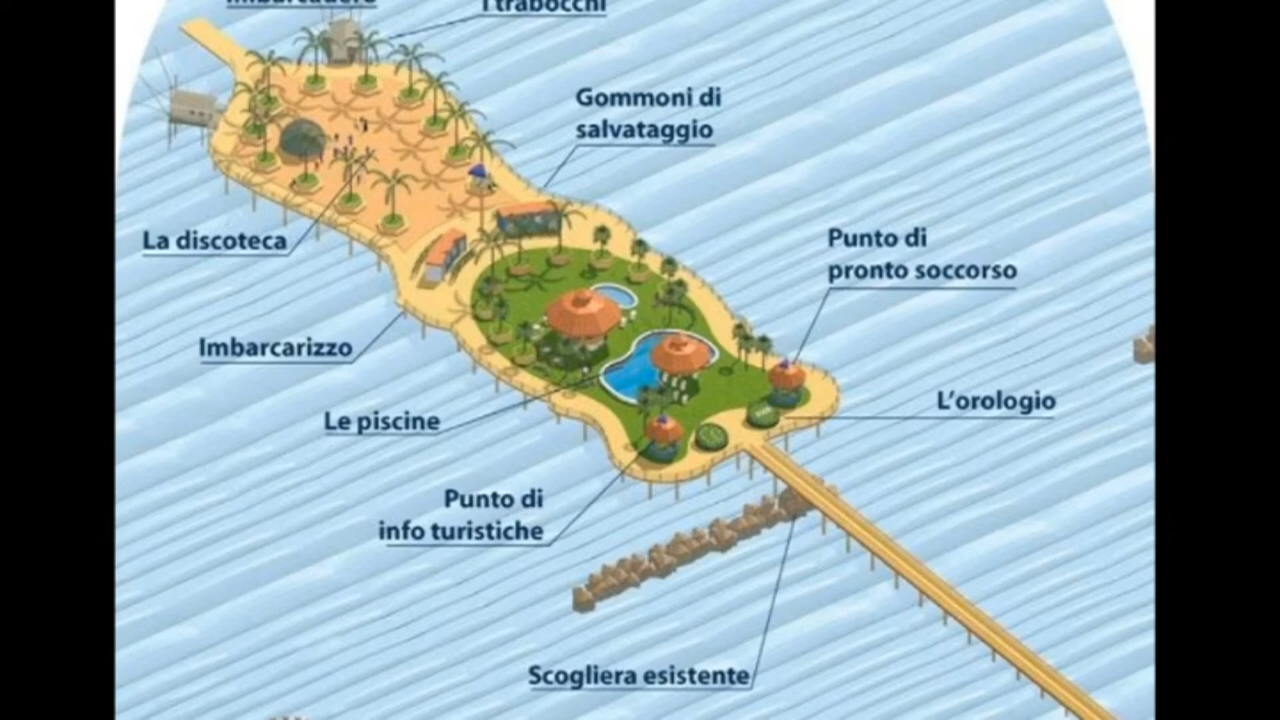 Imbarcadero
I trabocchi
Gommoni di
salvataggio
La discoteca
Punto di
pronto soccorso
Imbarcarizzo
Le piscine
L'orologio
Punto di
info turistiche
Scogliera esistente